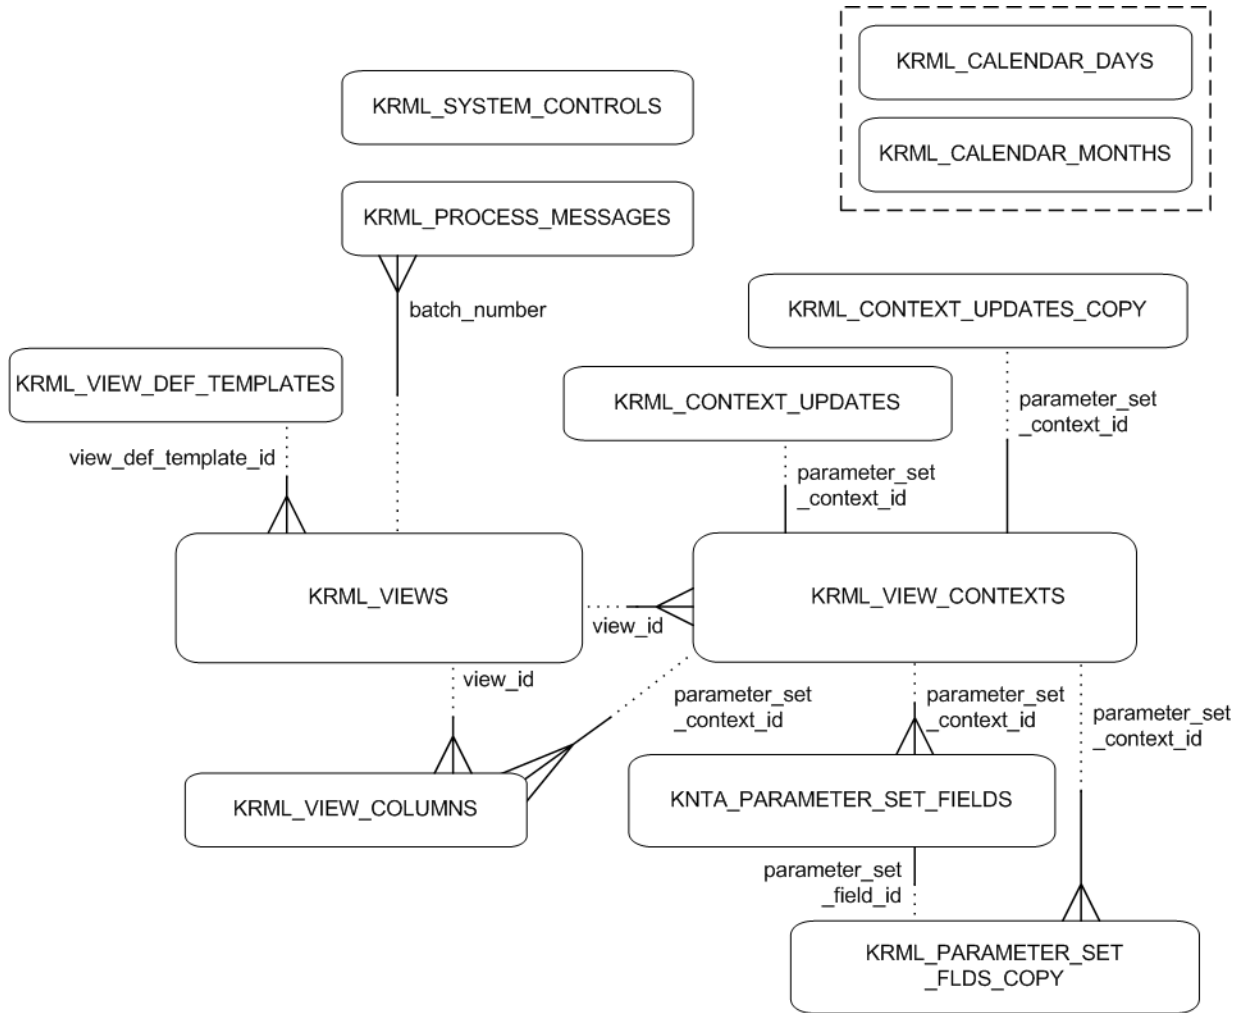 KRML_CALENDAR_DAYS
KRML_SYSTEM_CONTROLS
KRML_CALENDAR_MONTHS
KRML_PROCESS_MESSAGES
batch_number
KRML_CONTEXT_UPDATES_COPY
KRML_VIEW_DEF_TEMPLATES
KRML_CONTEXT_UPDATES
parameter_set
_context_id
view_def_template_id
parameter_set
_context_id
KRML_VIEWS
KRML_VIEW_CONTEXTS
view_id
view_id
parameter_set
_context_id
parameter_set
_context_id
parameter_set
_context_id
KRML_VIEW_COLUMNS
KNTA_PARAMETER_SET_FIELDS
parameter_set
_field_id
KRML_PARAMETER_SET
_FLDS_COPY